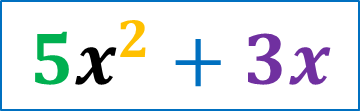 5x² + 3x